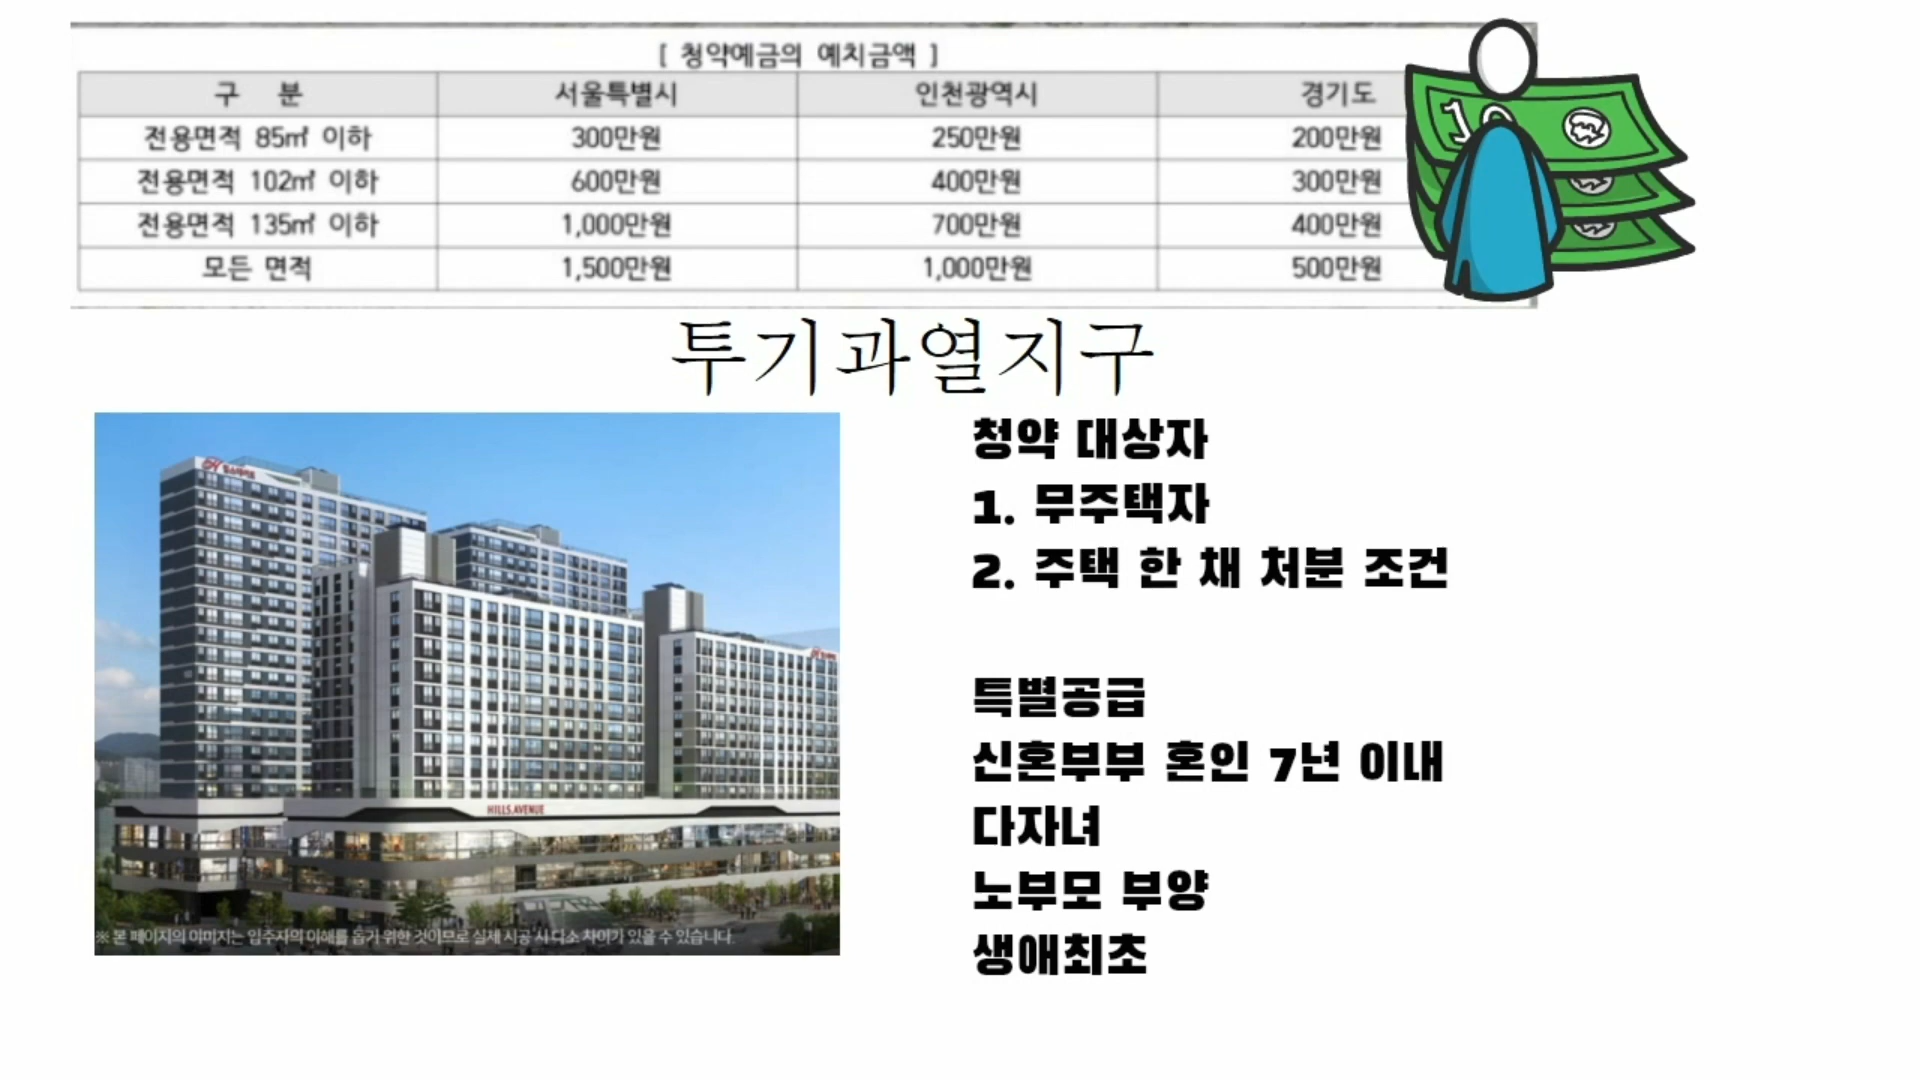 [ 청약예금의 예치금액 ]
구 분 서울특별시 인천광역시 경기도
전용면적 85㎡ 이하 300만원 250만원 200만원
전용면적 102㎡ 이하 600만원 400만원 300만원
전용면적 135㎡ 이하 1,000만원 700만원 400만원
모든 면적 1,500만원 1,000만원 500만원
투기과열지구
청약 대상자
1. 무주택자
2. 주택 한 채 처분 조건
특별공급
신혼부부 혼인 7년 이내
다자녀
노부모 부양
생애최초
힐스테이트
HILLS AVENUE
※ 본 페이지의 이미지는 입주자의 이해를 돕기 위한 것이므로 실제 시공 시 다소 차이가 있을 수 있습니다.